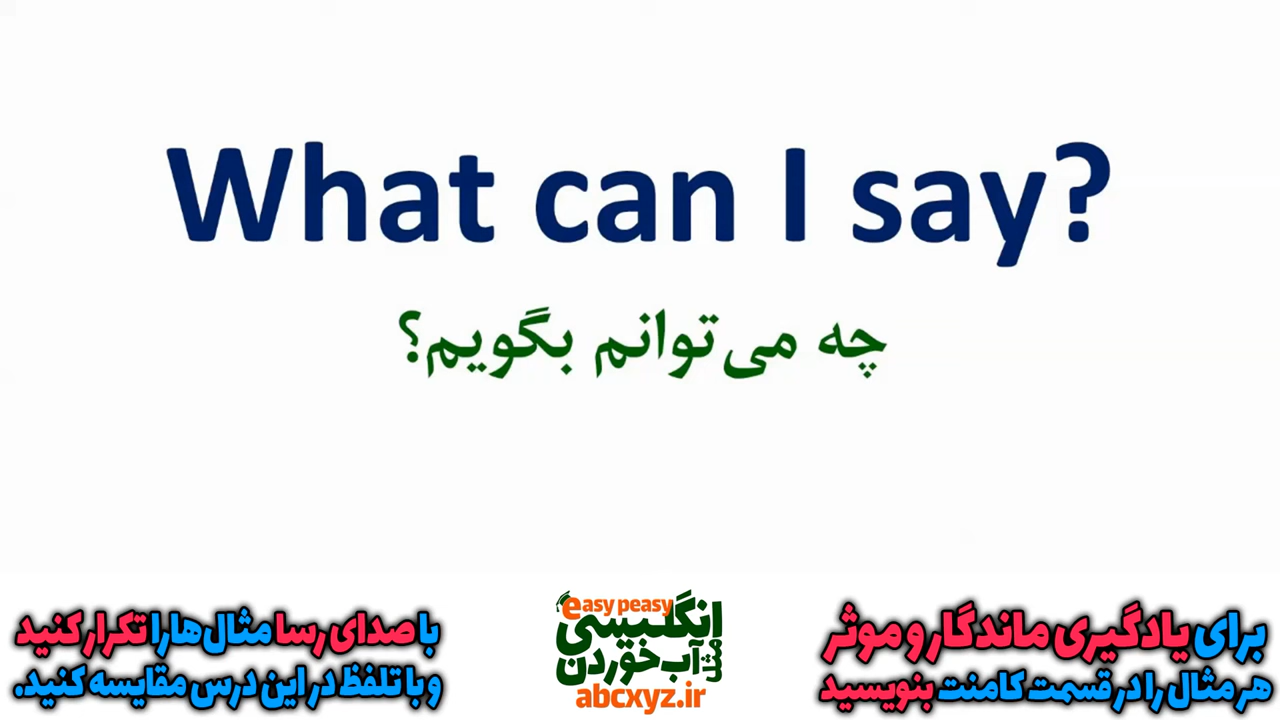 What can I say?
چه می‌توانم بگویم؟
برای یادگیری ماندگار و موثر
هر مثال را در قسمت کامنت بنویسید
easy peasy
انگلیسی
مثل
آب خوردن
abcxyz.ir
با صدای رسا مثال‌ها را تکرار کنید
و با تلفظ در این درس مقایسه کنید.